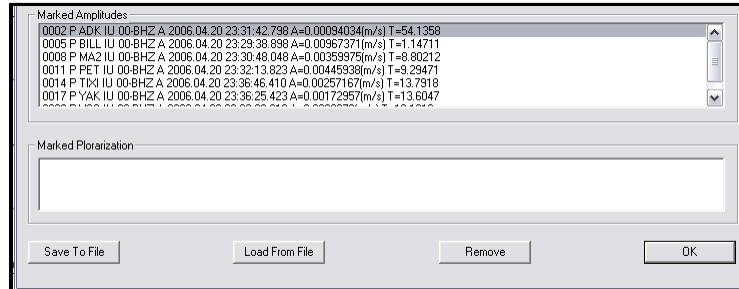 Marked Amplitudes
0002 P ADK IU 00-BHZ A 2006.04.20 23:31:42.798 A=0.00094034(m/s) T=54.1358
0005 P BILL IU 00-BHZ A 2006.04.20 23:29:38.898 A=0.00967371(m/s) T=1.14711
0008 P MA2 IU 00-BHZ A 2006.04.20 23:30:48.048 A=0.00359975(m/s) T=8.80212
0011 P PET IU 00-BHZ A 2006.04.20 23:32:13.823 A=0.00445938(m/s) T=9.29471
0014 P TIXI IU 00-BHZ A 2006.04.20 23:36:46.410 A=0.00257167(m/s) T=13.7918
0017 P YAK IU 00-BHZ A 2006.04.20 23:36:25.423 A=0.00172957(m/s) T=13.6047
Marked Plorarization
Save To File Load From File Remove OK